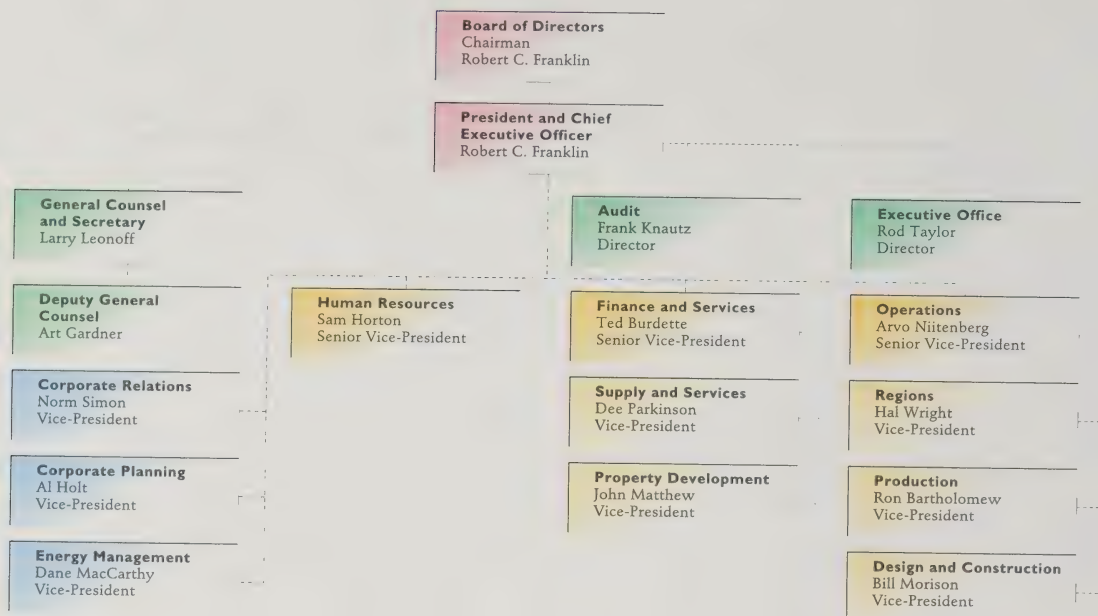 Board of Directors
Chairman
Robert C. Franklin
President and Chief
Executive Officer
Robert C. Franklin
General Counsel
and Secretary
Larry Leonoff
Audit
Frank Knautz
Director
Executive Office
Rod Taylor
Director
Deputy General
Counsel
Art Gardner
Human Resources
Sam Horton
Senior Vice-President
Finance and Services
Ted Burdette
Senior Vice-President
Operations
Arvo Niitenberg
Senior Vice-President
Corporate Relations
Norm Simon
Vice-President
Supply and Services
Dee Parkinson
Vice-President
Regions
Hal Wright
Vice-President
Corporate Planning
Al Holt
Vice-President
Property Development
John Matthew
Vice-President
Production
Ron Bartholomew
Vice-President
Energy Management
Dane MacCarthy
Vice-President
Design and Construction
Bill Morison
Vice-President